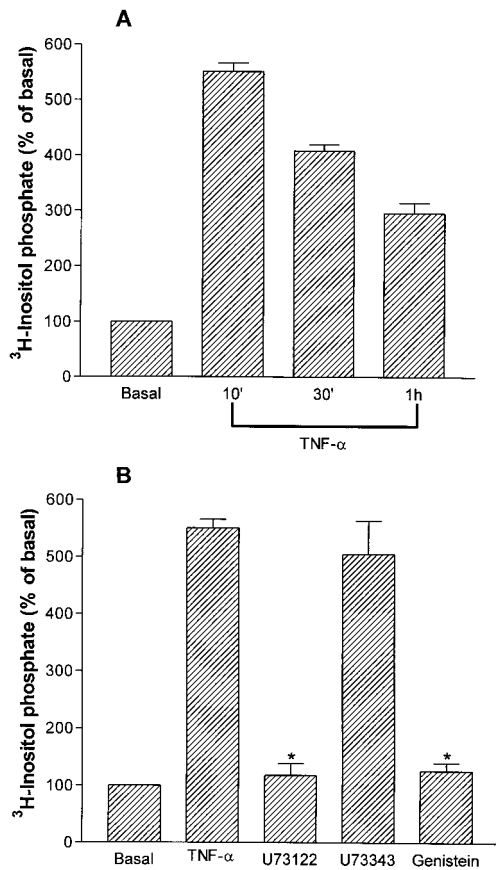 A
³H-Inositol phosphate (% of basal)
600
500
400
300
200
100
0
Basal 10' 30' 1h
TNF-α
B
³H-Inositol phosphate (% of basal)
600
500
400
300
200
100
0
* *
Basal TNF-α U73122 U73343 Genistein